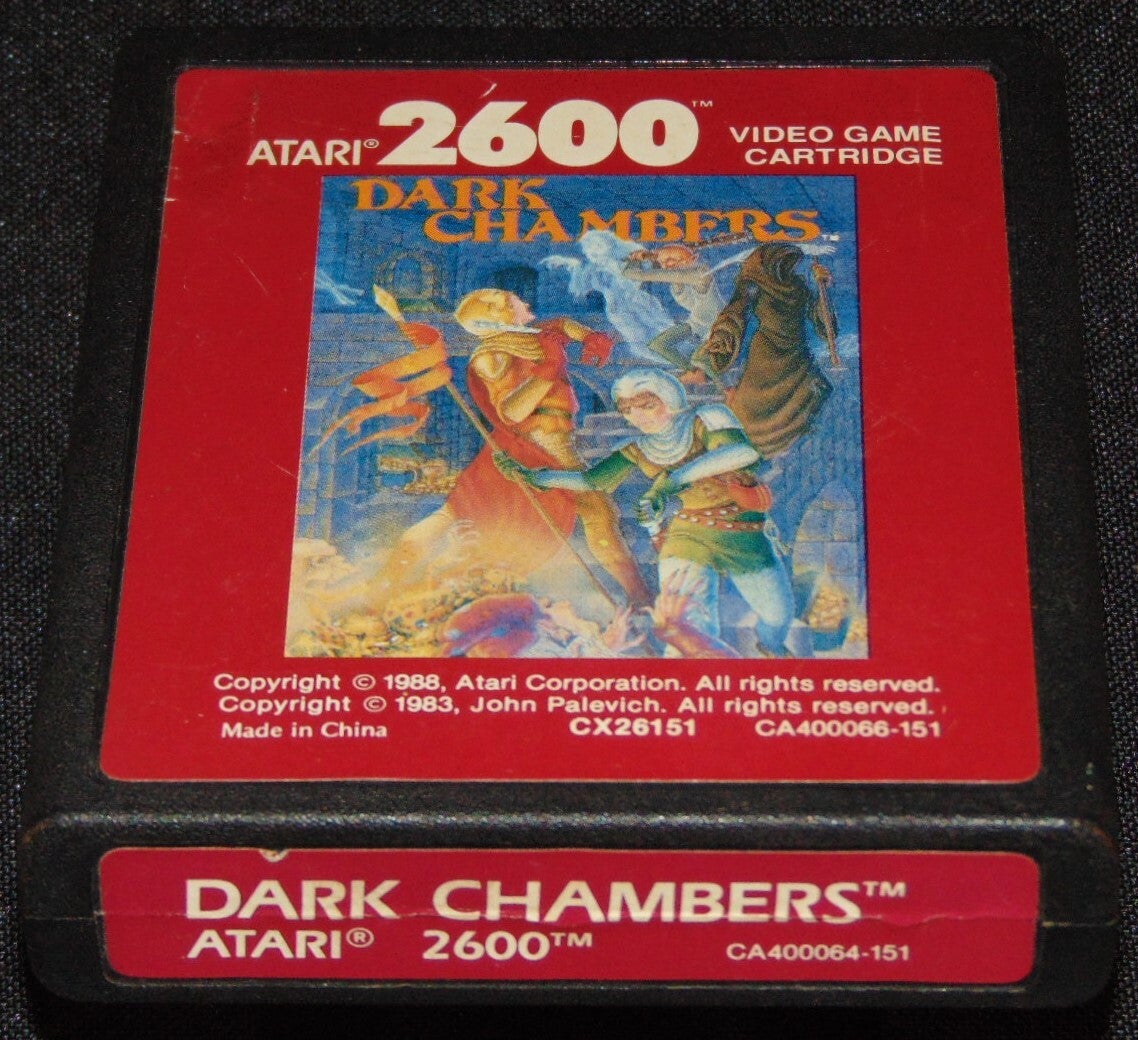 ATARI® 2600™ VIDEO GAME
CARTRIDGE
DARK
CHAMBERS™
Copyright © 1988, Atari Corporation. All rights reserved.
Copyright © 1983, John Palevich. All rights reserved.
Made in China CX26151 CA400066-151
DARK CHAMBERS™
ATARI® 2600™ CA400064-151